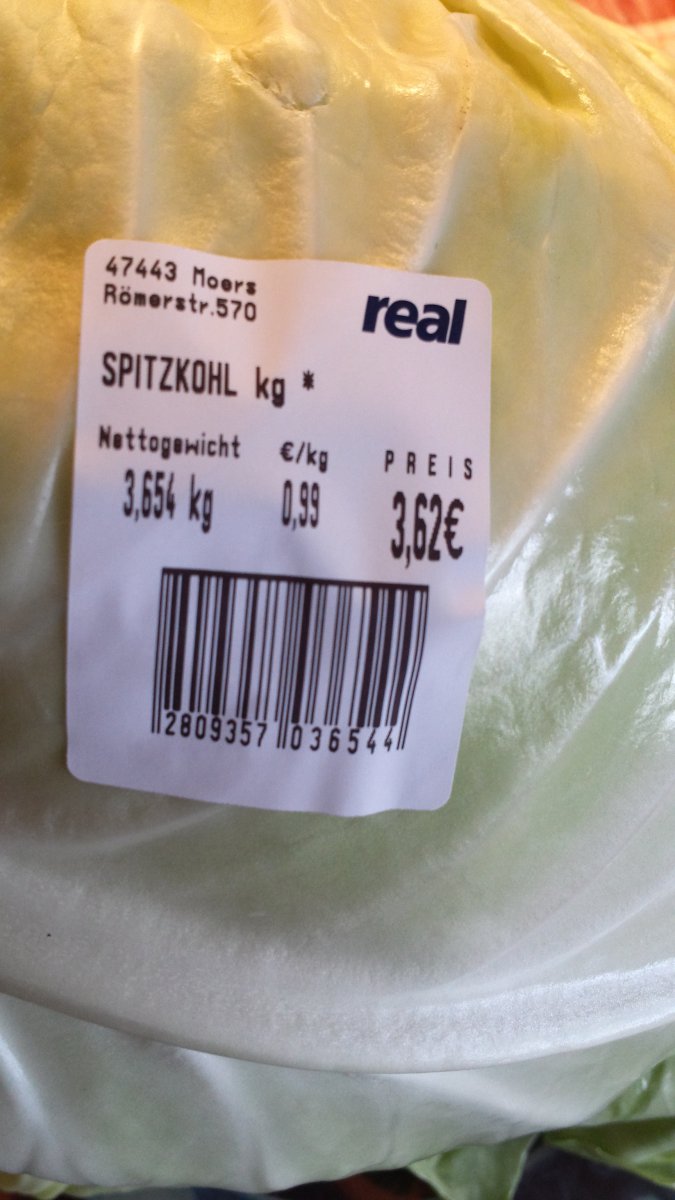 47443 Moers
Römerstr.570
real
SPITZKOHL kg *
Nettogewicht €/kg PREIS
3,654 kg 0,99 3,62€
2809357 036544